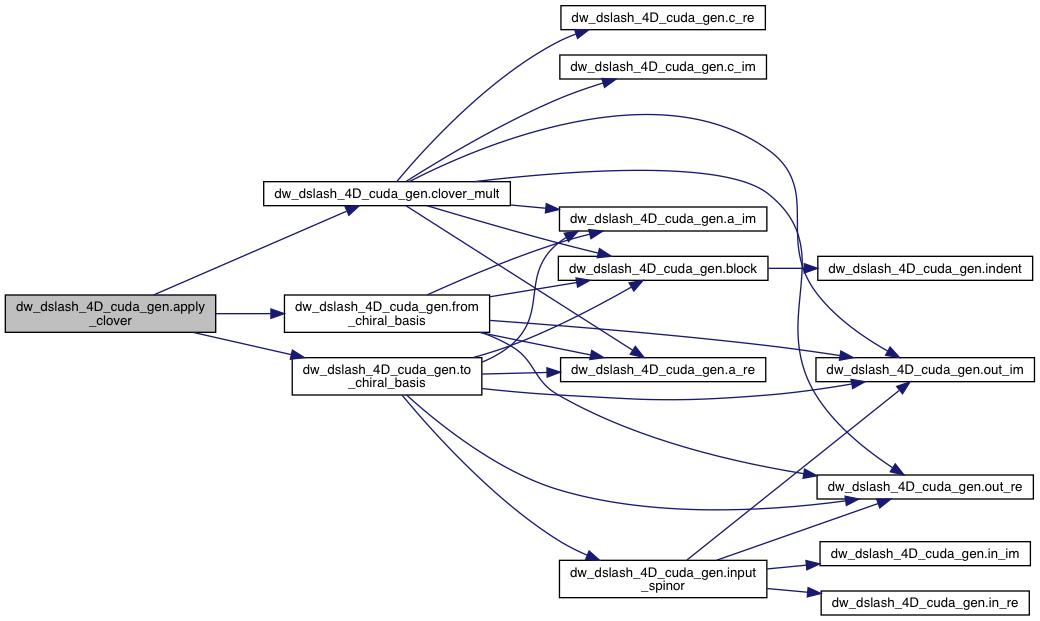 dw_dslash_4D_cuda_gen.c_re
dw_dslash_4D_cuda_gen.c_im
dw_dslash_4D_cuda_gen.clover_mult
dw_dslash_4D_cuda_gen.a_im
dw_dslash_4D_cuda_gen.block
dw_dslash_4D_cuda_gen.indent
dw_dslash_4D_cuda_gen.apply
_clover
dw_dslash_4D_cuda_gen.from
_chiral_basis
dw_dslash_4D_cuda_gen.to
_chiral_basis
dw_dslash_4D_cuda_gen.a_re
dw_dslash_4D_cuda_gen.out_im
dw_dslash_4D_cuda_gen.out_re
dw_dslash_4D_cuda_gen.input
_spinor
dw_dslash_4D_cuda_gen.in_im
dw_dslash_4D_cuda_gen.in_re